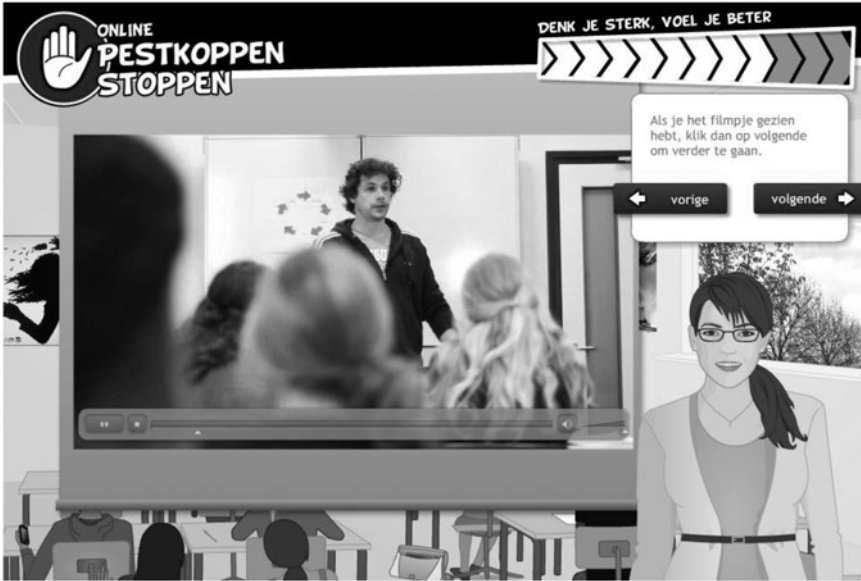 ONLINE
PESTKOPPEN
STOPPEN
DENK JE STERK, VOEL JE BETER
Als je het filmpje gezien
hebt, klik dan op volgende
om verder te gaan.
vorige
volgende